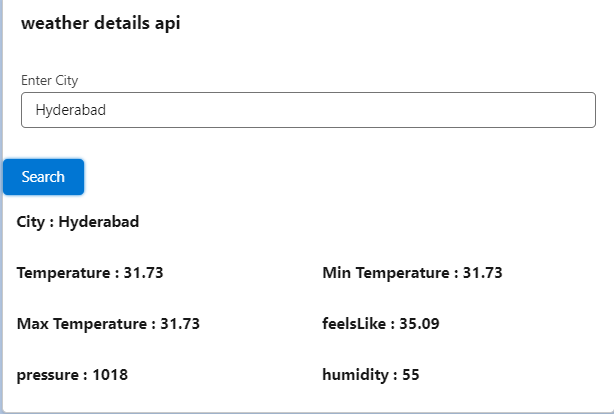 weather details api
Enter City
Hyderabad
Search
City : Hyderabad
Temperature : 31.73 Min Temperature : 31.73
Max Temperature : 31.73 feelsLike : 35.09
pressure : 1018 humidity : 55